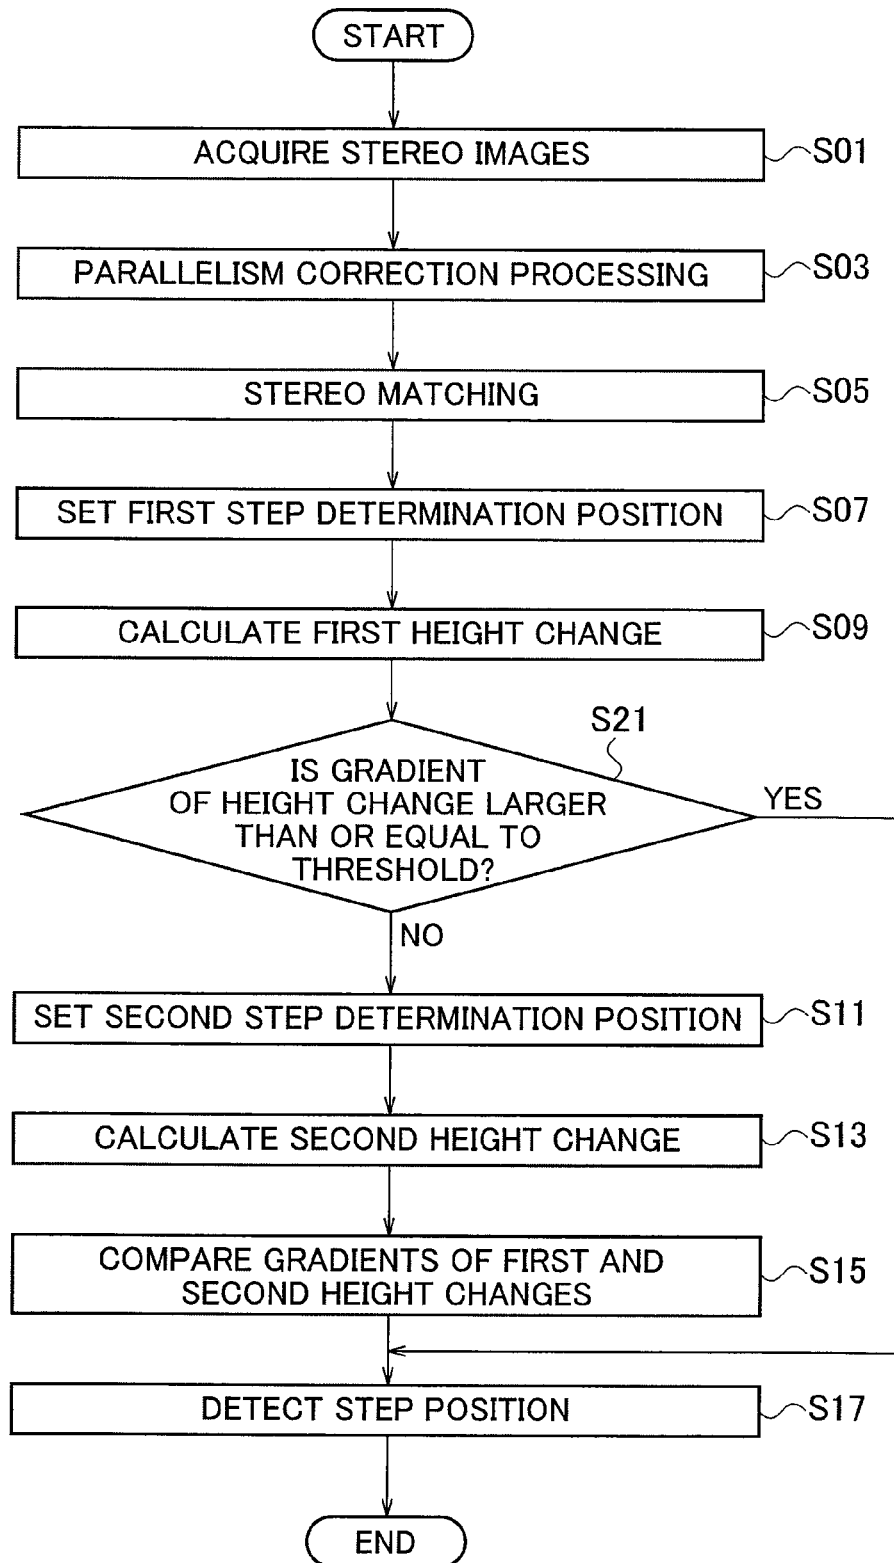 START
ACQUIRE STEREO IMAGES
S01
PARALLELISM CORRECTION PROCESSING
S03
STEREO MATCHING
S05
SET FIRST STEP DETERMINATION POSITION
S07
CALCULATE FIRST HEIGHT CHANGE
S09
S21
IS GRADIENT
OF HEIGHT CHANGE LARGER
THAN OR EQUAL TO
THRESHOLD?
YES
NO
SET SECOND STEP DETERMINATION POSITION
S11
CALCULATE SECOND HEIGHT CHANGE
S13
COMPARE GRADIENTS OF FIRST AND
SECOND HEIGHT CHANGES
S15
DETECT STEP POSITION
S17
END